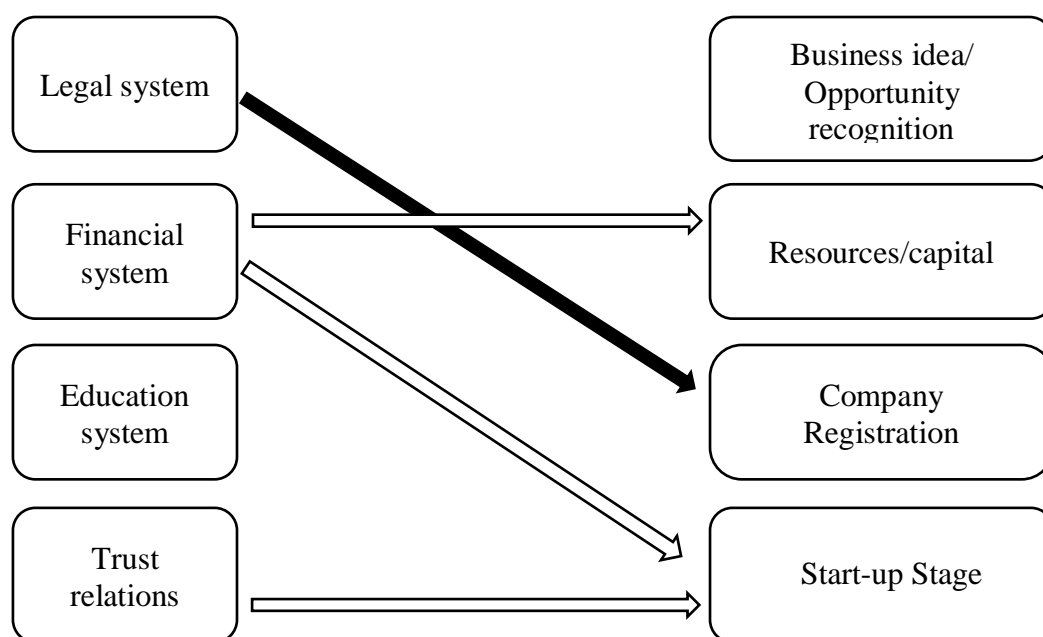 Legal system
Financial
system
Education
system
Trust
relations
Business idea/
Opportunity
recognition
Resources/capital
Company
Registration
Start-up Stage